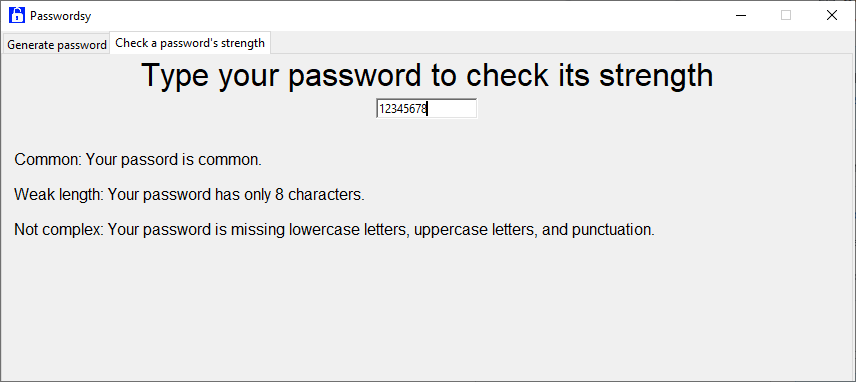 Passwordsy
Generate password
Check a password's strength
Type your password to check its strength
12345678
Common: Your passord is common.
Weak length: Your password has only 8 characters.
Not complex: Your password is missing lowercase letters, uppercase letters, and punctuation.